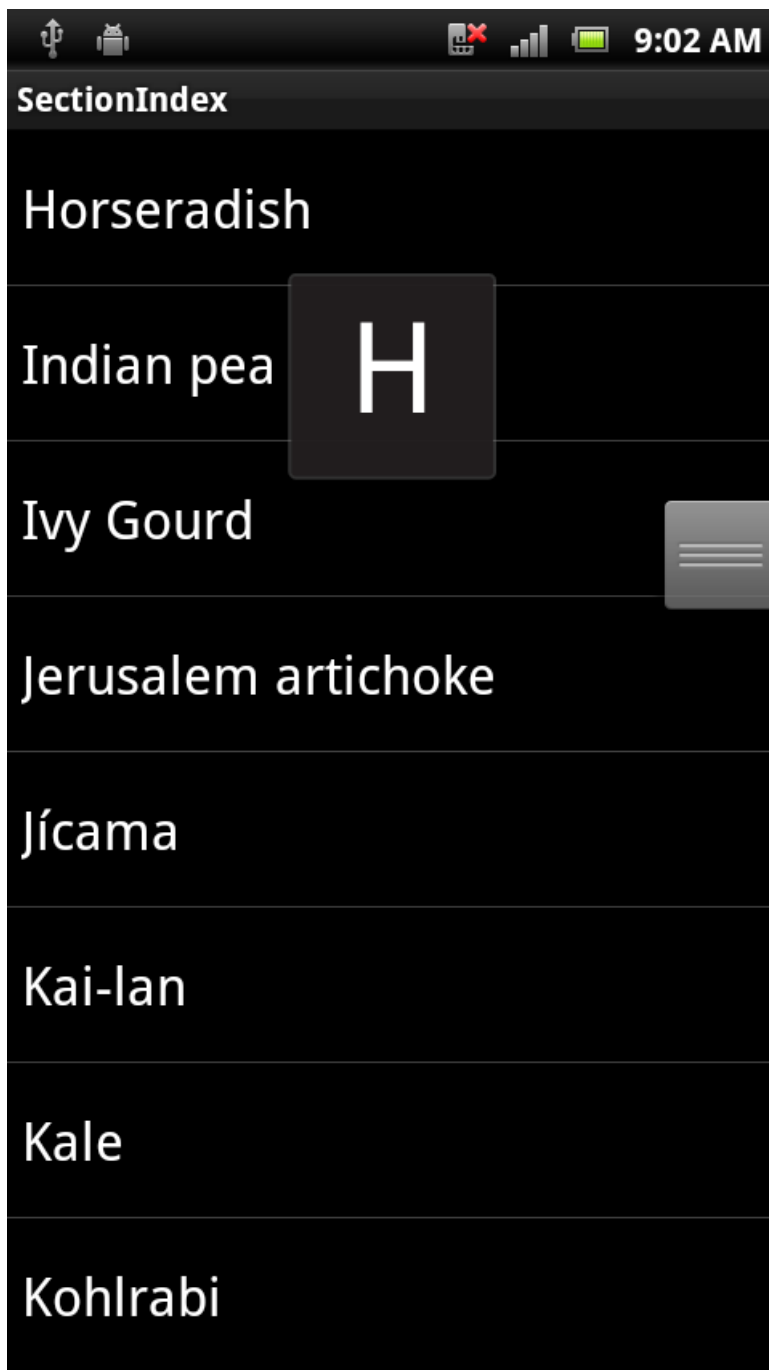 9:02 AM
SectionIndex
Horseradish
H
Indian pea
Ivy Gourd
Jerusalem artichoke
Jícama
Kai-lan
Kale
Kohlrabi